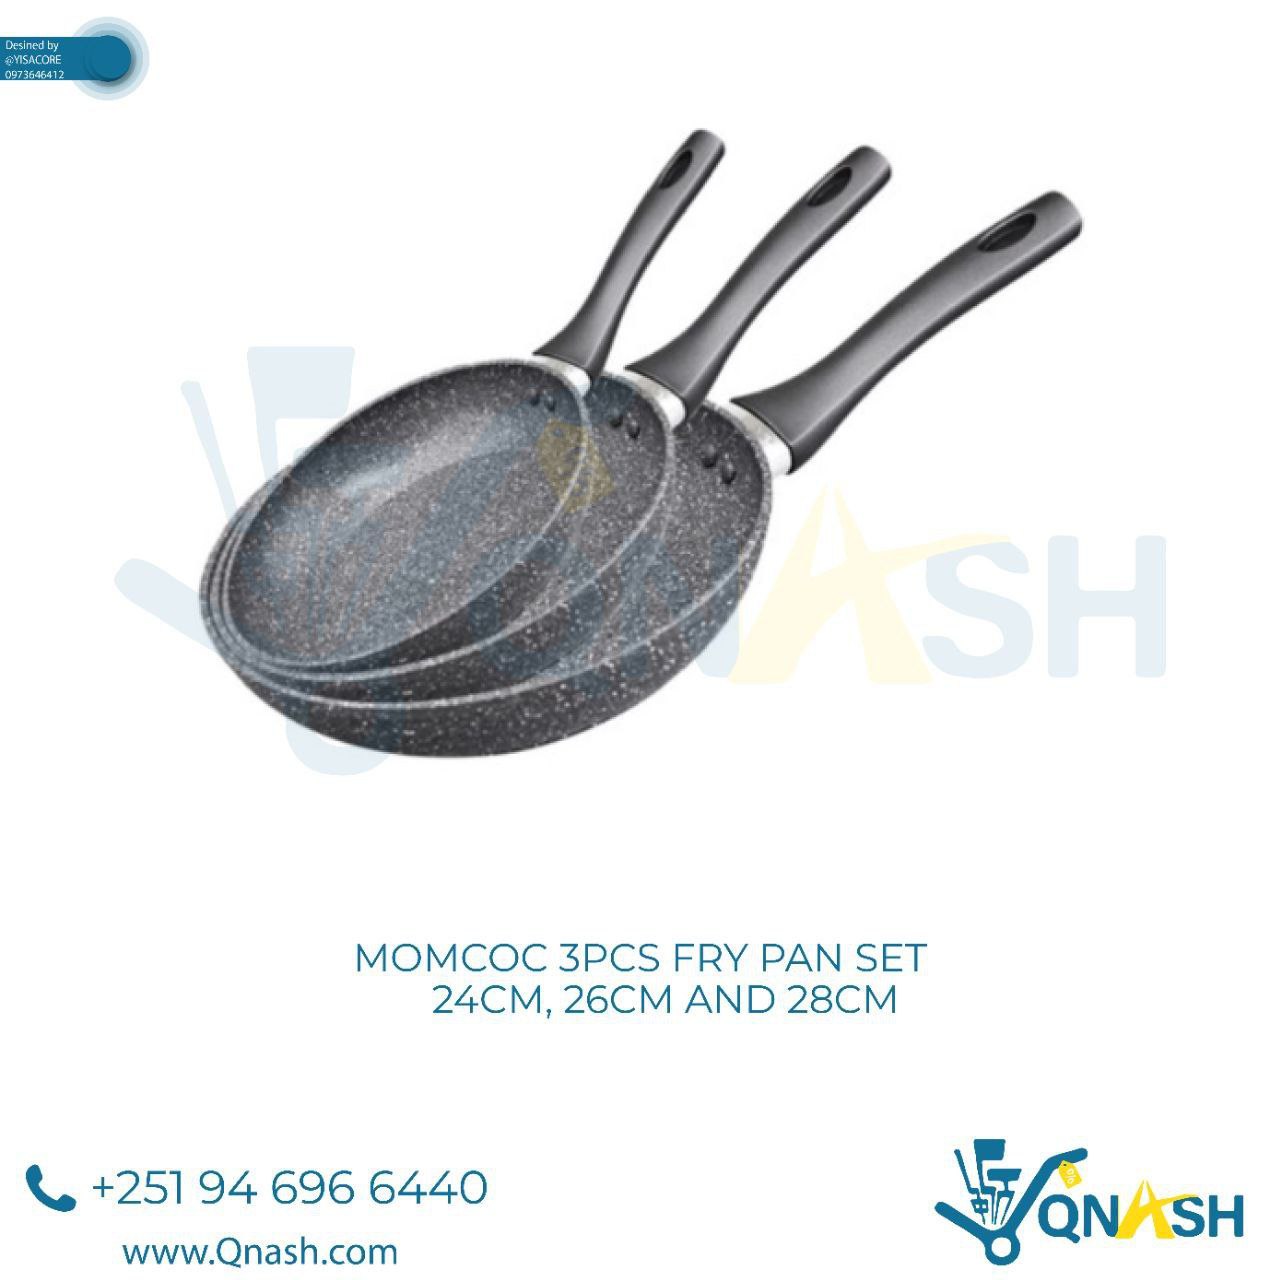 Desined by
@YISACORE
0973646412
QNASH
MOMCOC 3PCS FRY PAN SET
24CM, 26CM AND 28CM
+251 94 696 6440
www.Qnash.com
%
QNASH